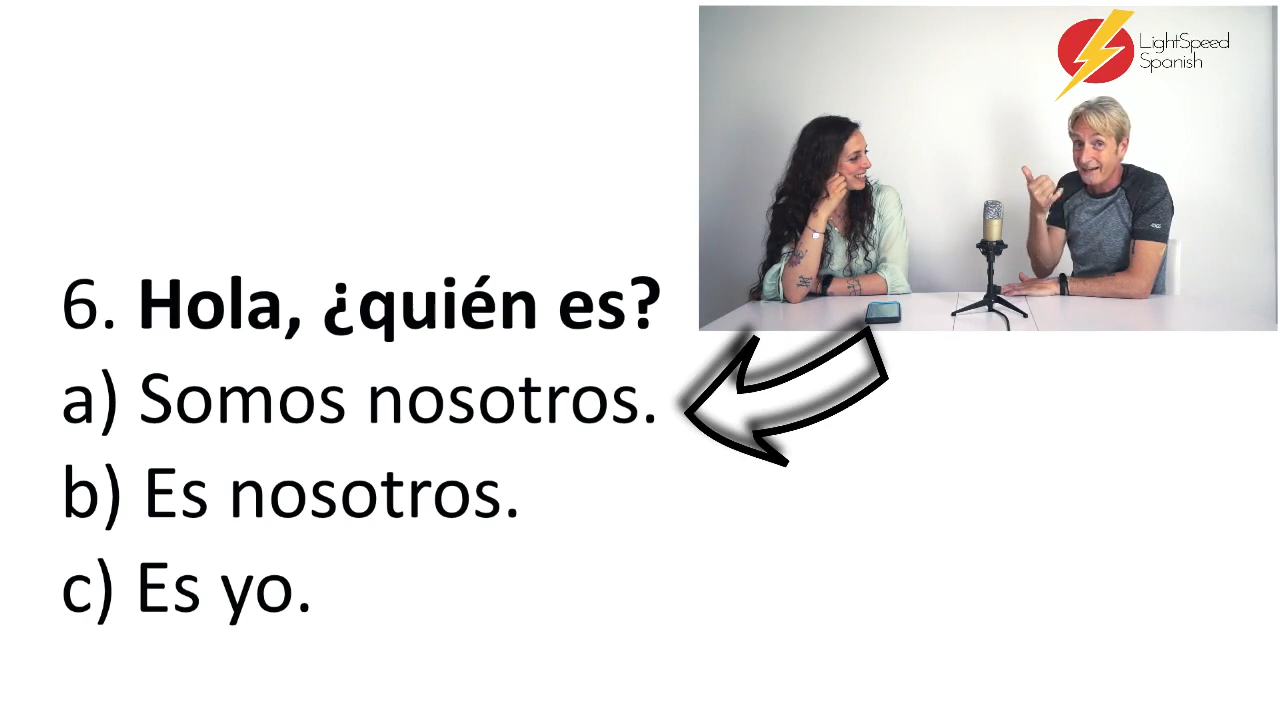 LightSpeed
Spanish
6. Hola, ¿quién es?
a) Somos nosotros.
b) Es nosotros.
c) Es yo.